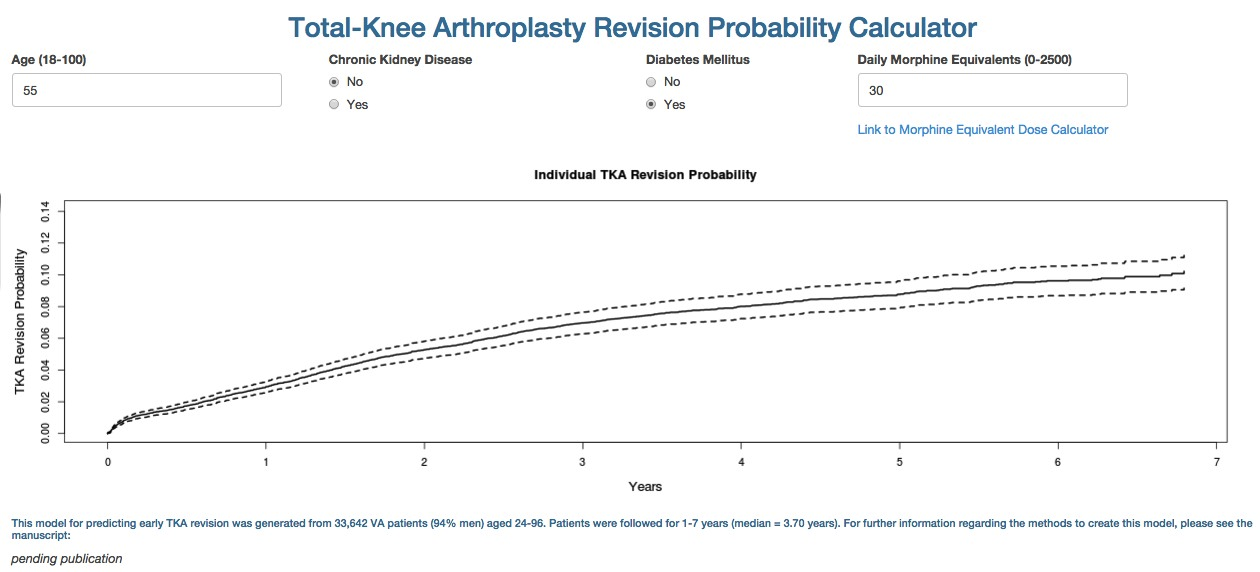 Total-Knee Arthroplasty Revision Probability Calculator
Age (18-100)
55
Chronic Kidney Disease
No
Yes
Diabetes Mellitus
No
Yes
Daily Morphine Equivalents (0-2500)
30
Link to Morphine Equivalent Dose Calculator
Individual TKA Revision Probability
TKA Revision Probability
0.14
0.12
0.10
0.08
0.06
0.04
0.02
0.00
0 1 2 3 4 5 6 7
Years
This model for predicting early TKA revision was generated from 33,642 VA patients (94% men) aged 24-96. Patients were followed for 1-7 years (median = 3.70 years). For further information regarding the methods to create this model, please see the
manuscript:
pending publication